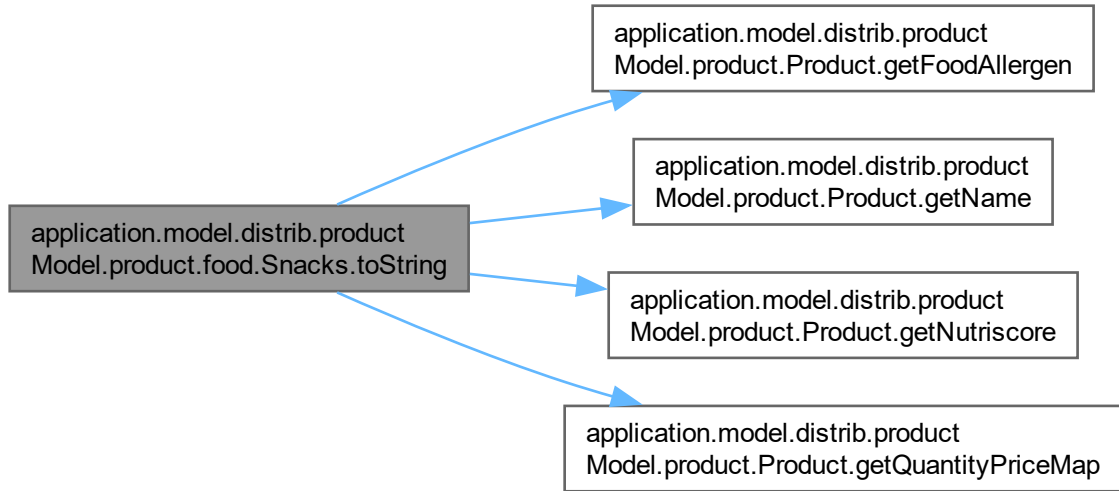 application.model.distrib.product
Model.product.Product.getFoodAllergen
application.model.distrib.product
Model.product.Product.getName
application.model.distrib.product
Model.product.food.Snacks.toString
application.model.distrib.product
Model.product.Product.getNutriscore
application.model.distrib.product
Model.product.Product.getQuantityPriceMap